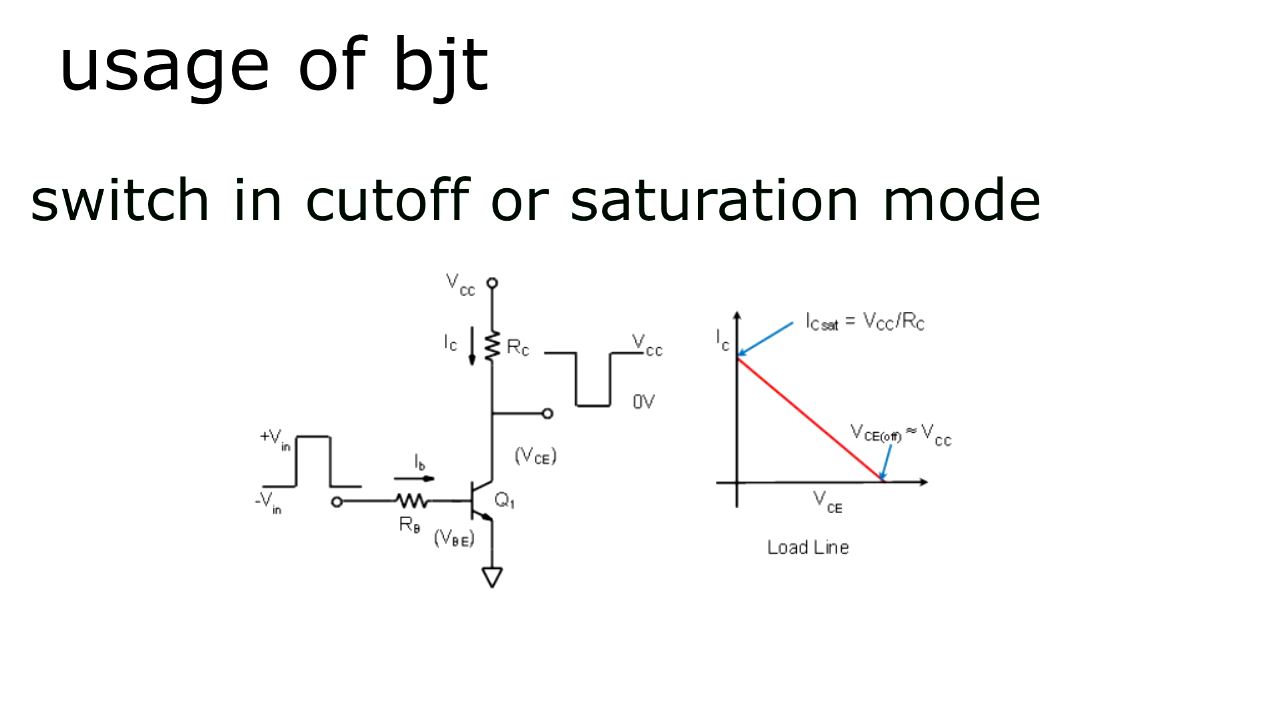 usage of bjt
switch in cutoff or saturation mode
Vcc
Ic
Rc
Vcc
0V
+Vin
-Vin
Ib
RB
(VBE)
(VCE)
Q1
Ic
ICsat = VCC/RC
VCE(off) ≈ Vcc
VCE
Load Line